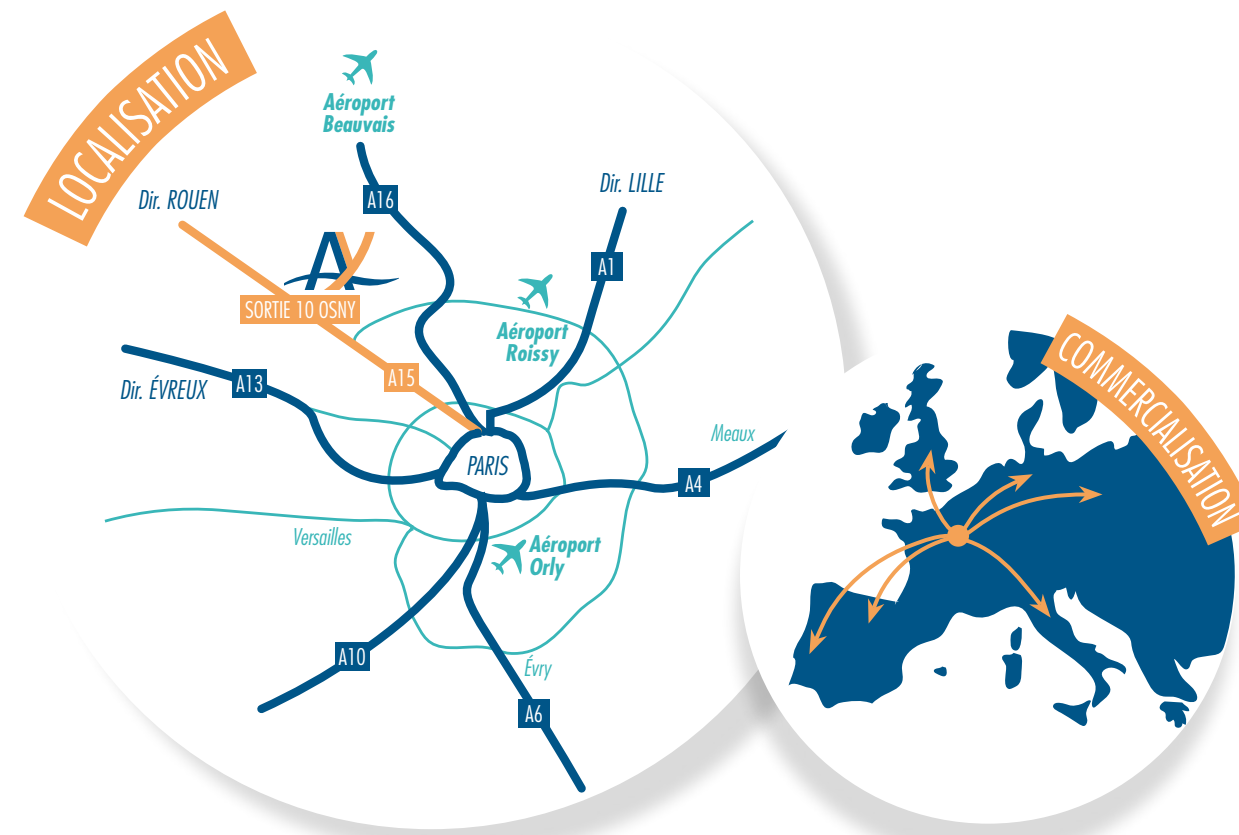 LOCALISATION
Aéroport
Beauvais
Dir. ROUEN
A16
Dir. LILLE
A1
SORTIE 10 OSNY
Aéroport
Roissy
A15
Dir. ÉVREUX
A13
PARIS
Meaux
A4
Versailles
Aéroport
Orly
A10
Évry
A6
COMMERCIALISATION